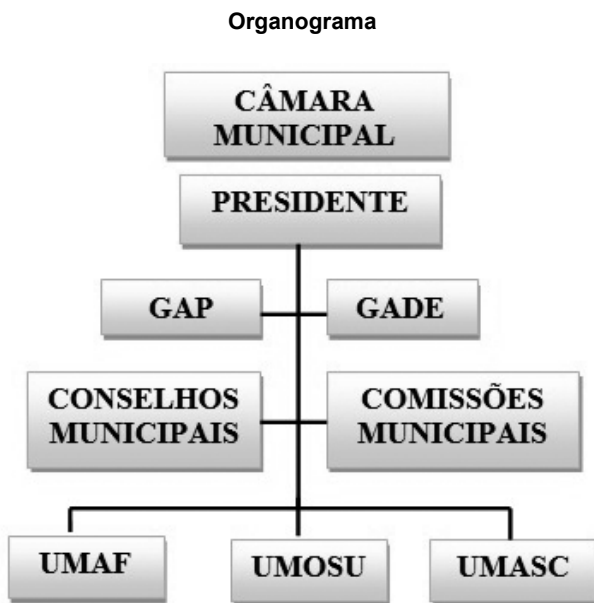 Organograma
CÂMARA
MUNICIPAL
PRESIDENTE
GAP
GADE
CONSELHOS
MUNICIPAIS
COMISSÕES
MUNICIPAIS
UMAF
UMOSU
UMASC